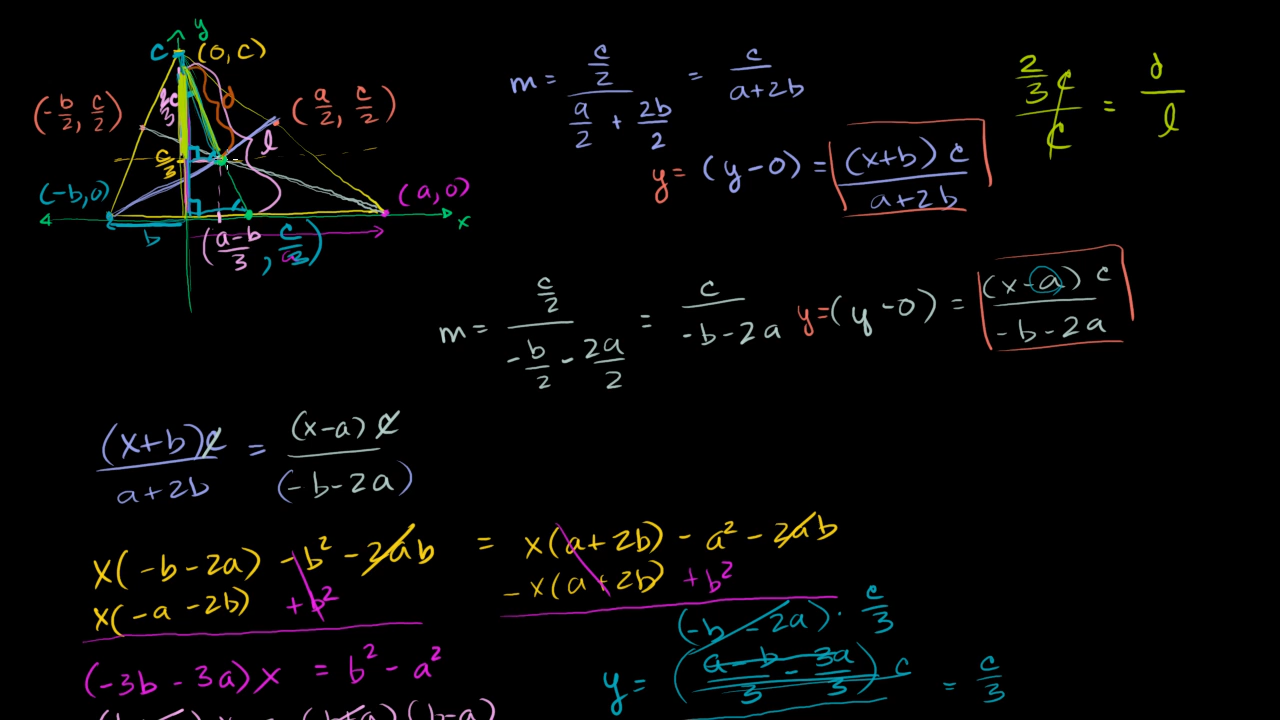 y
c (0, c)
(-b/2, c/2)
2c/3
d
(a/2, c/2)
l
c/3
(-b, 0)
(a, 0)
x
b
((a-b)/3, c/3)
m = (c/2)/(a/2 + 2b/2) = c/(a+2b)
y= (y-0) = (x+b)c/(a+2b)
(2/3 c)/c = d/l
m = (c/2)/(-b/2 - 2a/2) = c/(-b-2a) y=(y-0) = (x-a)c/(-b-2a)
(x+b)c/(a+2b) = (x-a)c/(-b-2a)
x(-b-2a) -b² -2ab = x(a+2b) -a² -2ab
x(-a-2b) +b² -x(a+2b) +b²
(-3b-3a)x = b² - a²
(-b-2a) · c/3
y = ((a-b)/3 - 3a/3) c = c/3